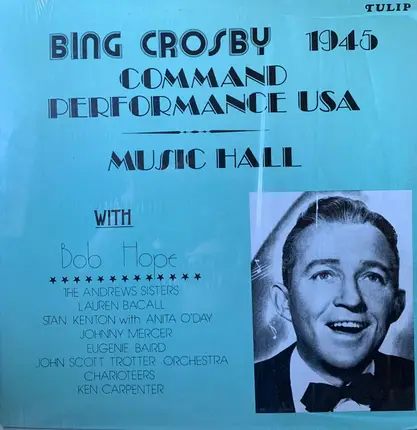 TULIP
BING CROSBY 1945
COMMAND
PERFORMANCE USA
MUSIC HALL
WITH
Bob Hope
THE ANDREWS SISTERS
LAUREN BACALL
STAN KENTON with ANITA O'DAY
JOHNNY MERCER
EUGENIE BAIRD
JOHN SCOTT TROTTER ORCHESTRA
CHARIOTEERS
KEN CARPENTER